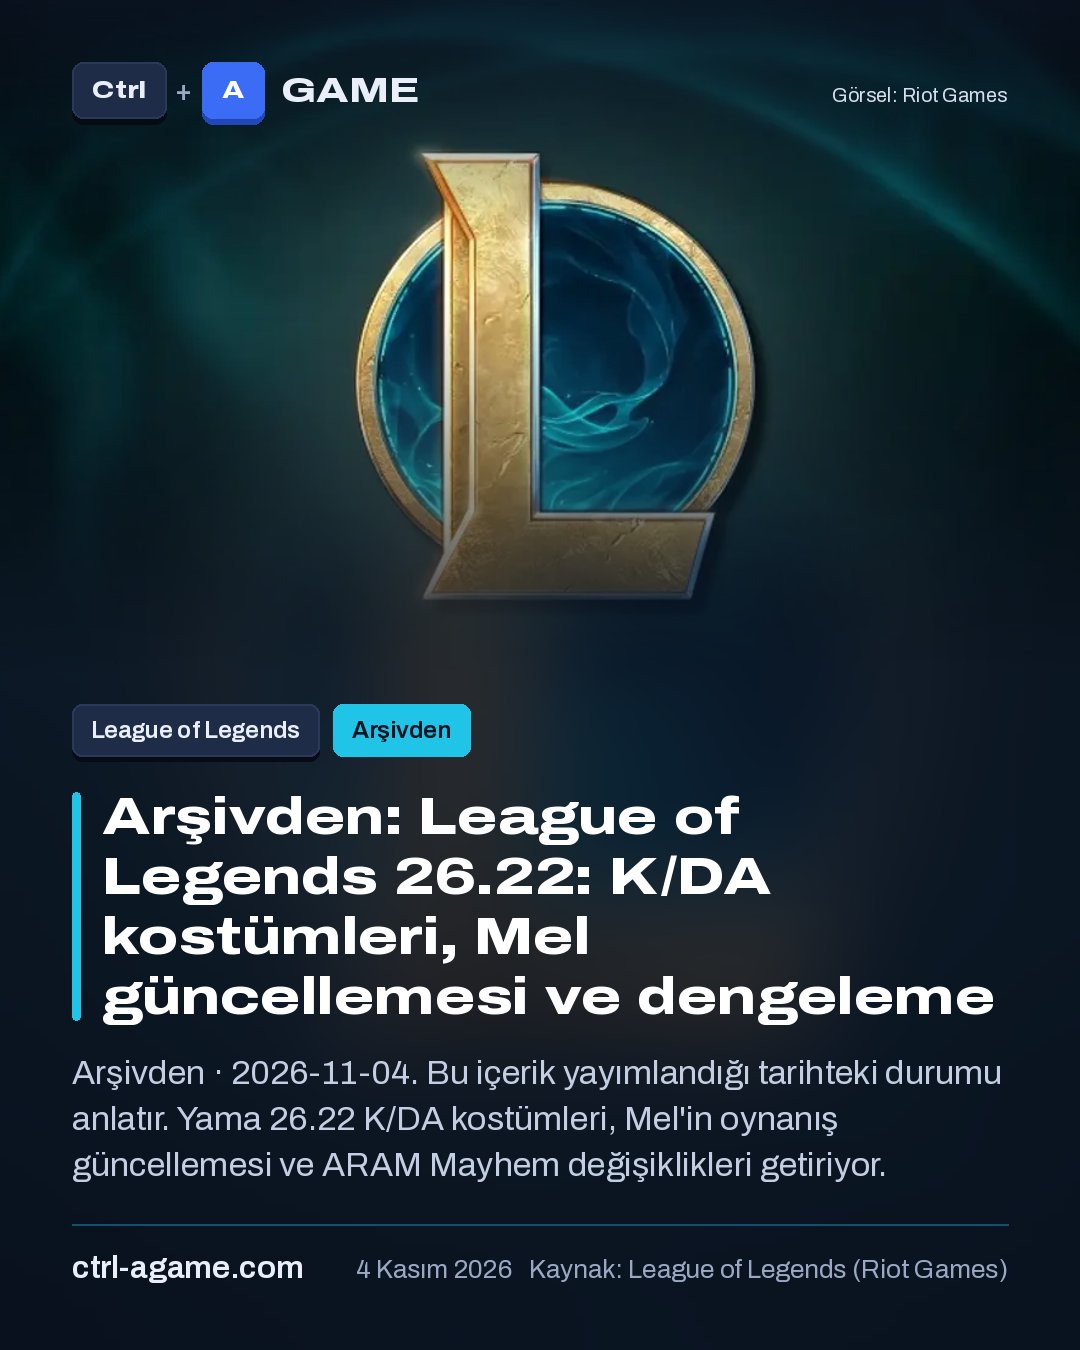 Ctrl + A GAME
Görsel: Riot Games
League of Legends
Arşivden
Arşivden: League of
Legends 26.22: K/DA
kostümleri, Mel
güncellemesi ve dengeleme
Arşivden · 2026-11-04. Bu içerik yayımlandığı tarihteki durumu
anlatır. Yama 26.22 K/DA kostümleri, Mel'in oynanış
güncellemesi ve ARAM Mayhem değişiklikleri getiriyor.
ctrl-agame.com
4 Kasım 2026 Kaynak: League of Legends (Riot Games)